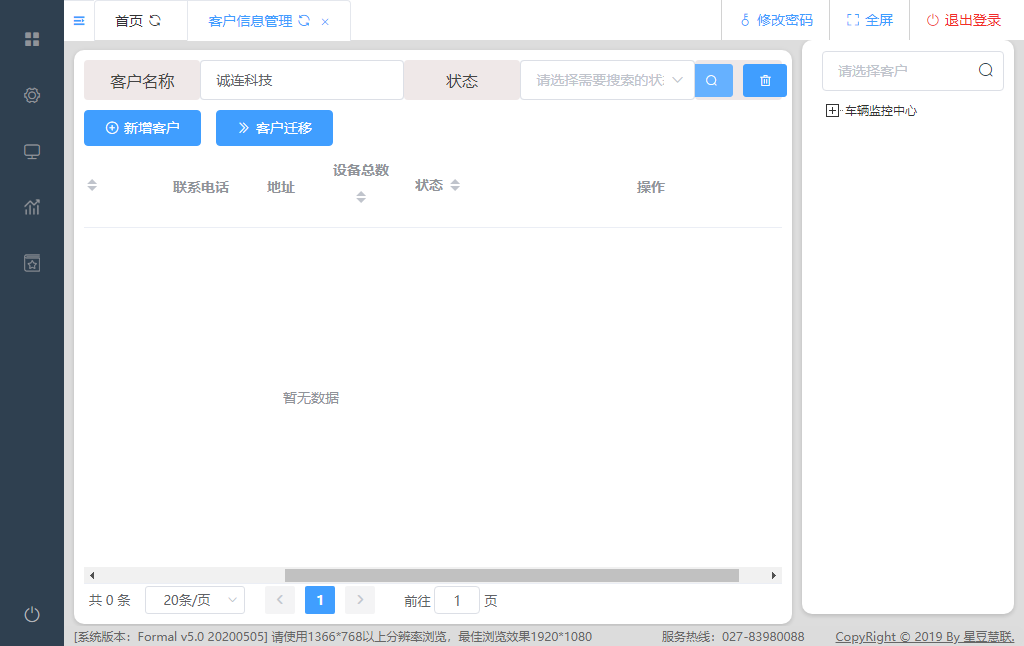 首页 客户信息管理 × 修改密码 全屏 退出登录
客户名称 诚连科技 状态 请选择需要搜索的状 请选择客户
新增客户 客户迁移 车辆监控中心
联系电话 地址 设备总数 状态 操作
暂无数据
共 0 条 20条/页 1 前往 1 页
[系统版本：Formal v5.0 20200505] 请使用1366*768以上分辨率浏览，最佳浏览效果1920*1080 服务热线：027-83980088 CopyRight © 2019 By 星豆慧联.